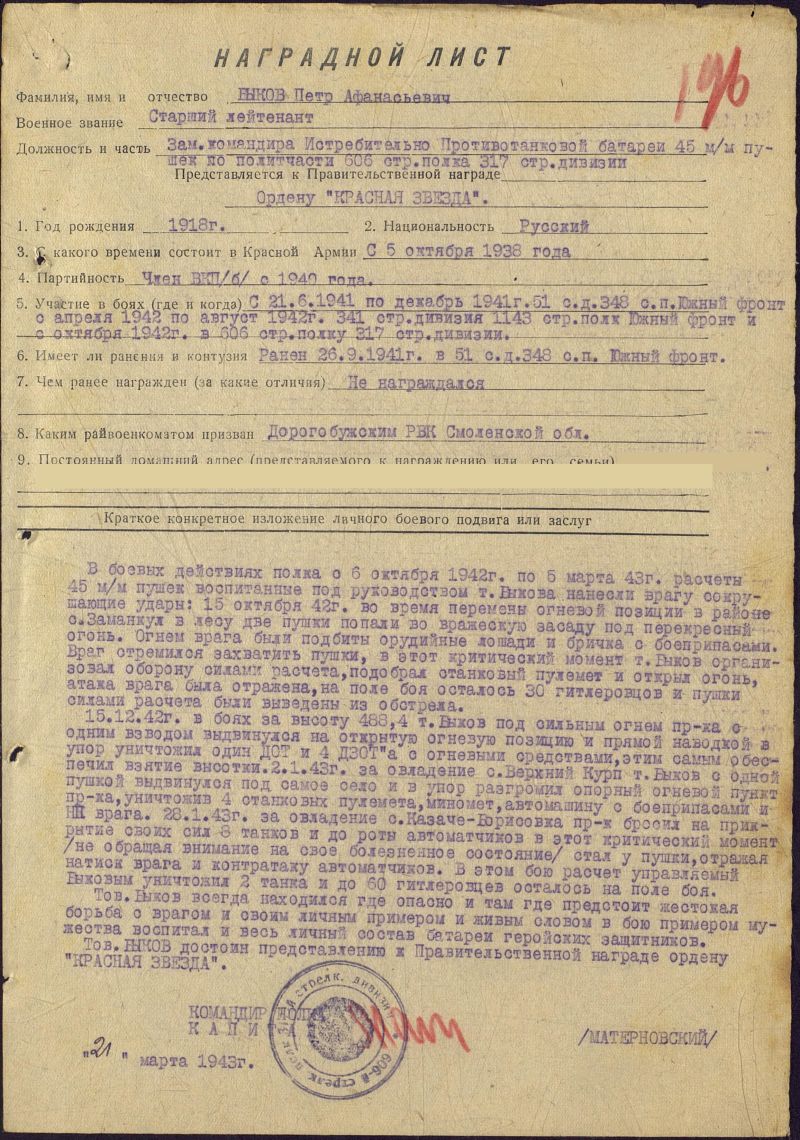 НАГРАДНОЙ ЛИСТ
196
Фамилия, имя и отчество БЫКОВ Петр Афанасьевич
Военное звание Старший лейтенант
Должность и часть Зам.командира Истребительно Противотанковой батареи 45 м/м пу-
шек по политчасти 606 стр.полка 317 стр.дивизии
Представляется к Правительственной награде
Ордену "КРАСНАЯ ЗВЕЗДА".
1. Год рождения 1918г. 2. Национальность Русский
3. С какого времени состоит в Красной Армии С 5 октября 1938 года
4. Партийность Член ВКП/б/ с 1940 года.
5. Участие в боях (где и когда) С 21.6.1941 по декабрь 1941г.51 с.д.348 с.п.Южный фронт
с апреля 1942 по август 1942г. 341 стр.дивизия 1143 стр.полк Южный фронт и
с октября 1942г. в 606 стр.полку 317 стр.дивизии.
6. Имеет ли ранения и контузия Ранен 26.9.1941г. в 51 с.д.348 с.п. Южный фронт.
7. Чем ранее награжден (за какие отличия) Не награждался
8. Каким райвоенкоматом призван Дорогобужским РВК Смоленской обл.
9. Постоянный домашний адрес (представляемого к награждению или его семьи)
Краткое конкретное изложение личного боевого подвига или заслуг
В боевых действиях полка с 6 октября 1942г. по 5 марта 43г. расчеты
45 м/м пушек воспитанные под руководством т.Быкова нанесли врагу сокру-
шающие удары: 15 октября 42г. во время перемены огневой позиции в районе
с.Заманкул в лесу две пушки попали во вражескую засаду под перекресный
огонь. Огнем врага были подбиты орудийные лошади и бричка с боеприпасами.
Враг стремился захватить пушки, в этот критический момент т.Быков органи-
зовал оборону силами расчета,подобрал станковый пулемет и открыл огонь,
атака врага была отражена,на поле боя осталось 30 гитлеровцев и пушки
силами расчета были выведены из обстрела.
15.12.42г. в боях за высоту 488,4 т.Быков под сильным огнем пр-ка с
одним взводом выдвинулся на открытую огневую позицию и прямой наводкой в
упор уничтожил один ДОТ и 4 ДЗОТ"а с огневыми средствами,этим самым обес-
печил взятие высотки.2.1.43г. за овладение с.Верхний Курп т.Быков с одной
пушкой выдвинулся под самое село и в упор разгромил опорный огневой пункт
пр-ка,уничтожив 4 станковых пулемета,миномет,автомашину с боеприпасами и
НП врага. 28.1.43г. за овладение с.Казаче-Борисовка пр-к бросил на прик-
рытие своих сил 8 танков и до роты автоматчиков в этот критический момент
/не обращая внимание на свое болезненное состояние/ стал у пушки,отражая
натиск врага и контратаку автоматчиков. В этом бою расчет управляемый
Быковым уничтожил 2 танка и до 60 гитлеровцев осталось на поле боя.
Тов.Быков всегда находился где опасно и там где предстоит жестокая
борьба с врагом и своим личным примером и живым словом в бою примером му-
жества воспитал и весь личный состав батареи геройских защитников.
Тов.БЫКОВ достоин представлению к Правительственной награде ордену
"КРАСНАЯ ЗВЕЗДА".
КОМАНДИР ПОЛКА
КАПИТАН /МАТЕРНОВСКИЙ/
"21" марта 1943г.
606-й стрелк. полк
стрелк. дивизии